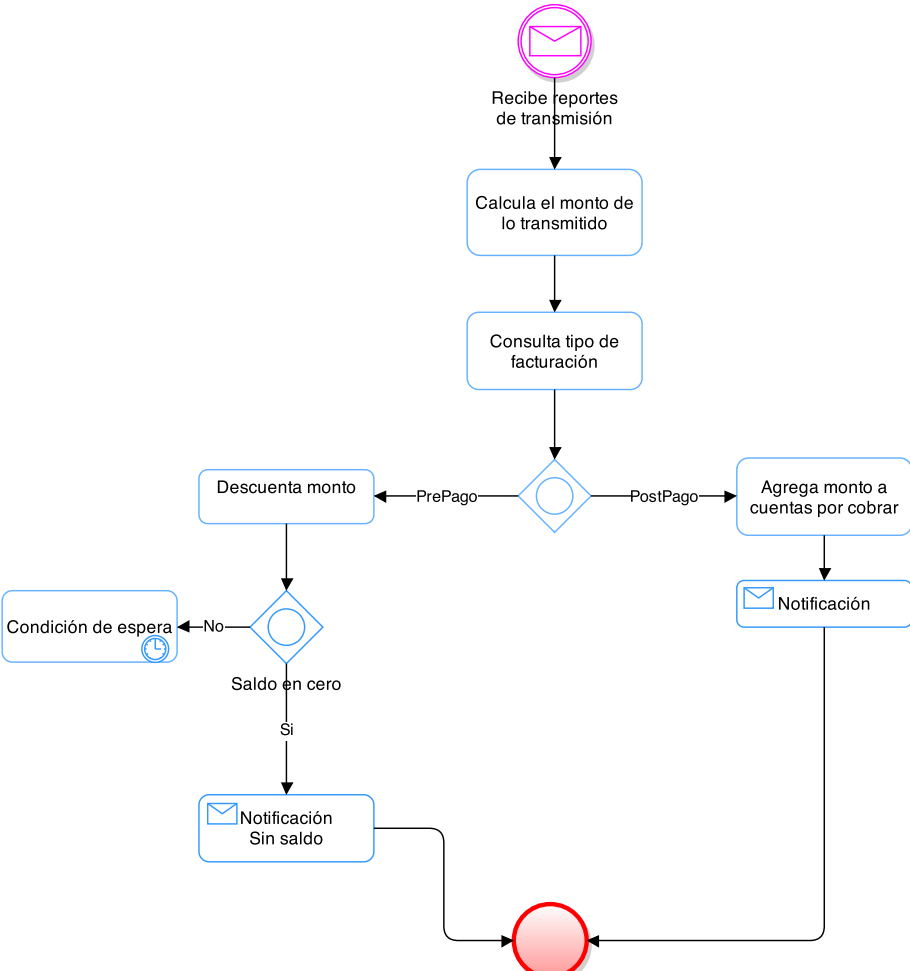 Recibe reportes
de transmisión
Calcula el monto de
lo transmitido
Consulta tipo de
facturación
PrePago
PostPago
Descuenta monto
Agrega monto a
cuentas por cobrar
Notificación
Condición de espera
No
Saldo en cero
Si
Notificación
Sin saldo